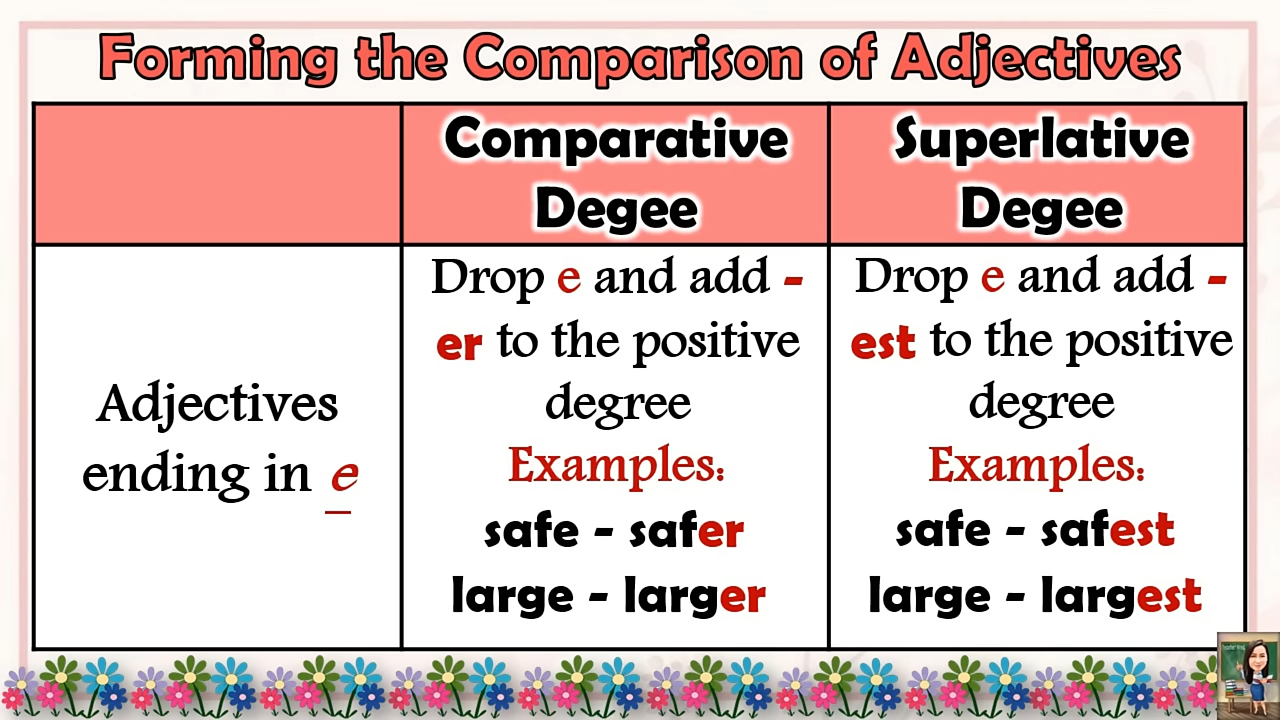 Forming the Comparison of Adjectives
Comparative
Degee
Superlative
Degee
Adjectives
ending in e
Drop e and add -
er to the positive
degree
Examples:
safe - safer
large - larger
Drop e and add -
est to the positive
degree
Examples:
safe - safest
large - largest